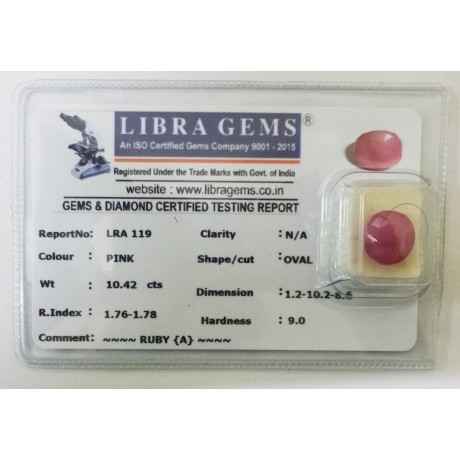 LIBRA GEMS ®
An ISO Certified Gems Company 9001 - 2015
Registered Under the Trade Marks with Govt. of India
website : www.libragems.co.in
GEMS & DIAMOND CERTIFIED TESTING REPORT
ReportNo: LRA 119 Clarity : N/A
Colour : PINK Shape/cut :OVAL
Wt : 10.42 cts
Dimension :1.2-10.2-8.5
R.Index : 1.76-1.78 Hardness : 9.0
Comment: ~~~~ RUBY {A} ~~~~